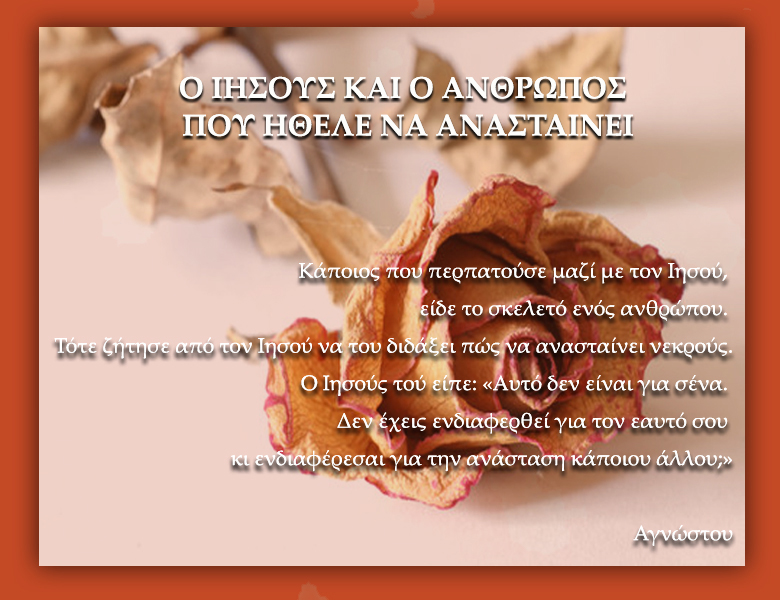 Ο ΙΗΣΟΥΣ ΚΑΙ Ο ΑΝΘΡΩΠΟΣ
ΠΟΥ ΗΘΕΛΕ ΝΑ ΑΝΑΣΤΑΙΝΕΙ
Κάποιος που περπατούσε μαζί με τον Ιησού,
είδε το σκελετό ενός ανθρώπου.
Τότε ζήτησε από τον Ιησού να του διδάξει πώς να ανασταίνει νεκρούς.
Ο Ιησούς τού είπε: «Αυτό δεν είναι για σένα.
Δεν έχεις ενδιαφερθεί για τον εαυτό σου
κι ενδιαφέρεσαι για την ανάσταση κάποιου άλλου;»
Αγνώστου